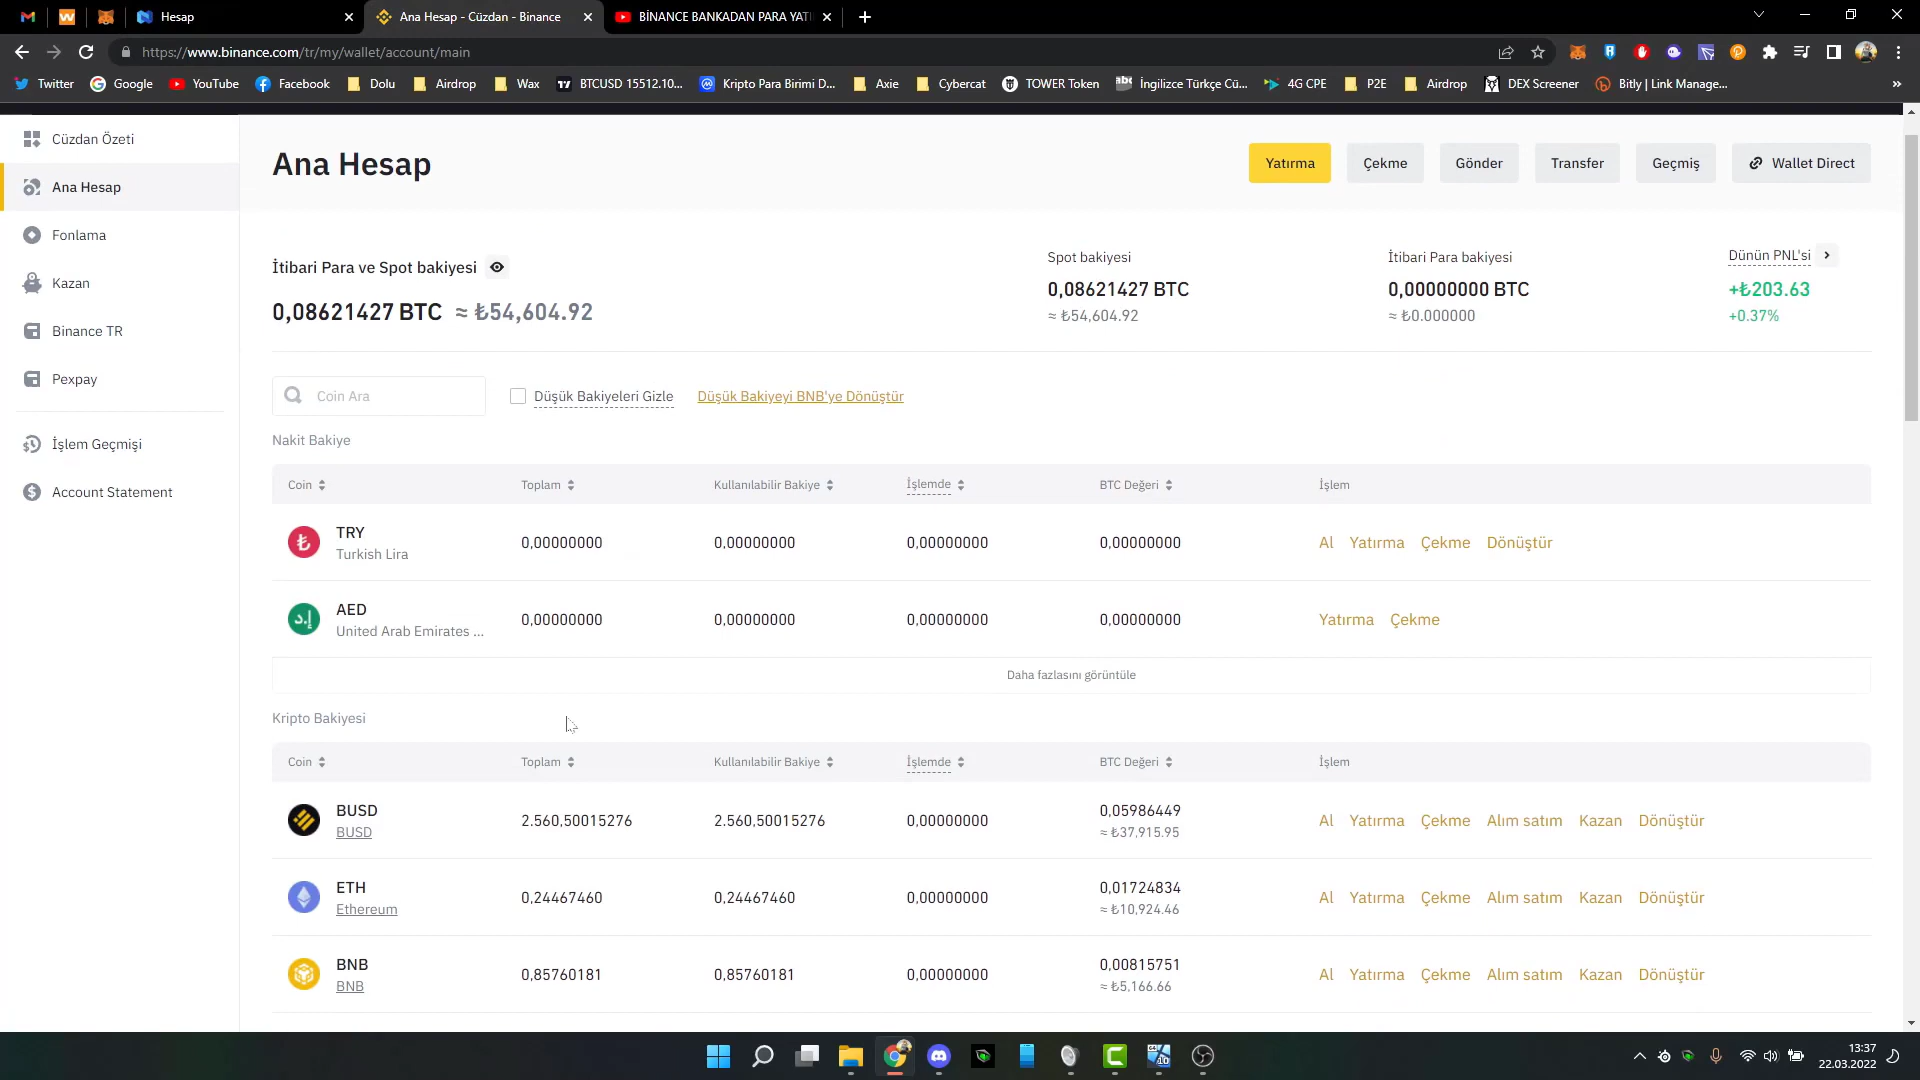 Hesap
Ana Hesap - Cüzdan - Binance
BİNANCE BANKADAN PARA YATI
https://www.binance.com/tr/my/wallet/account/main
Twitter Google YouTube Facebook Dolu Airdrop Wax BTCUSD 15512.10... Kripto Para Birimi D... Axie Cybercat TOWER Token İngilizce Türkçe Cü... 4G CPE P2E Airdrop DEX Screener Bitly | Link Manage...
Cüzdan Özeti
Ana Hesap
Fonlama
Kazan
Binance TR
Pexpay
İşlem Geçmişi
Account Statement
Ana Hesap
Yatırma Çekme Gönder Transfer Geçmiş Wallet Direct
İtibari Para ve Spot bakiyesi
0,08621427 BTC ≈ ₺54,604.92
Spot bakiyesi
0,08621427 BTC
≈ ₺54,604.92
İtibari Para bakiyesi
0,00000000 BTC
≈ ₺0.000000
Dünün PNL'si
+₺203.63
+0.37%
Coin Ara
Düşük Bakiyeleri Gizle
Düşük Bakiyeyi BNB'ye Dönüştür
Nakit Bakiye
Coin Toplam Kullanılabilir Bakiye İşlemde BTC Değeri İşlem
TRY
Turkish Lira
0,00000000 0,00000000 0,00000000 0,00000000 Al Yatırma Çekme Dönüştür
AED
United Arab Emirates ...
0,00000000 0,00000000 0,00000000 0,00000000 Yatırma Çekme
Daha fazlasını görüntüle
Kripto Bakiyesi
Coin Toplam Kullanılabilir Bakiye İşlemde BTC Değeri İşlem
BUSD
BUSD
2.560,50015276 2.560,50015276 0,00000000 0,05986449
≈ ₺37,915.95
Al Yatırma Çekme Alım satım Kazan Dönüştür
ETH
Ethereum
0,24467460 0,24467460 0,00000000 0,01724834
≈ ₺10,924.46
Al Yatırma Çekme Alım satım Kazan Dönüştür
BNB
BNB
0,85760181 0,85760181 0,00000000 0,00815751
≈ ₺5,166.66
Al Yatırma Çekme Alım satım Kazan Dönüştür
13:37
22.03.2022